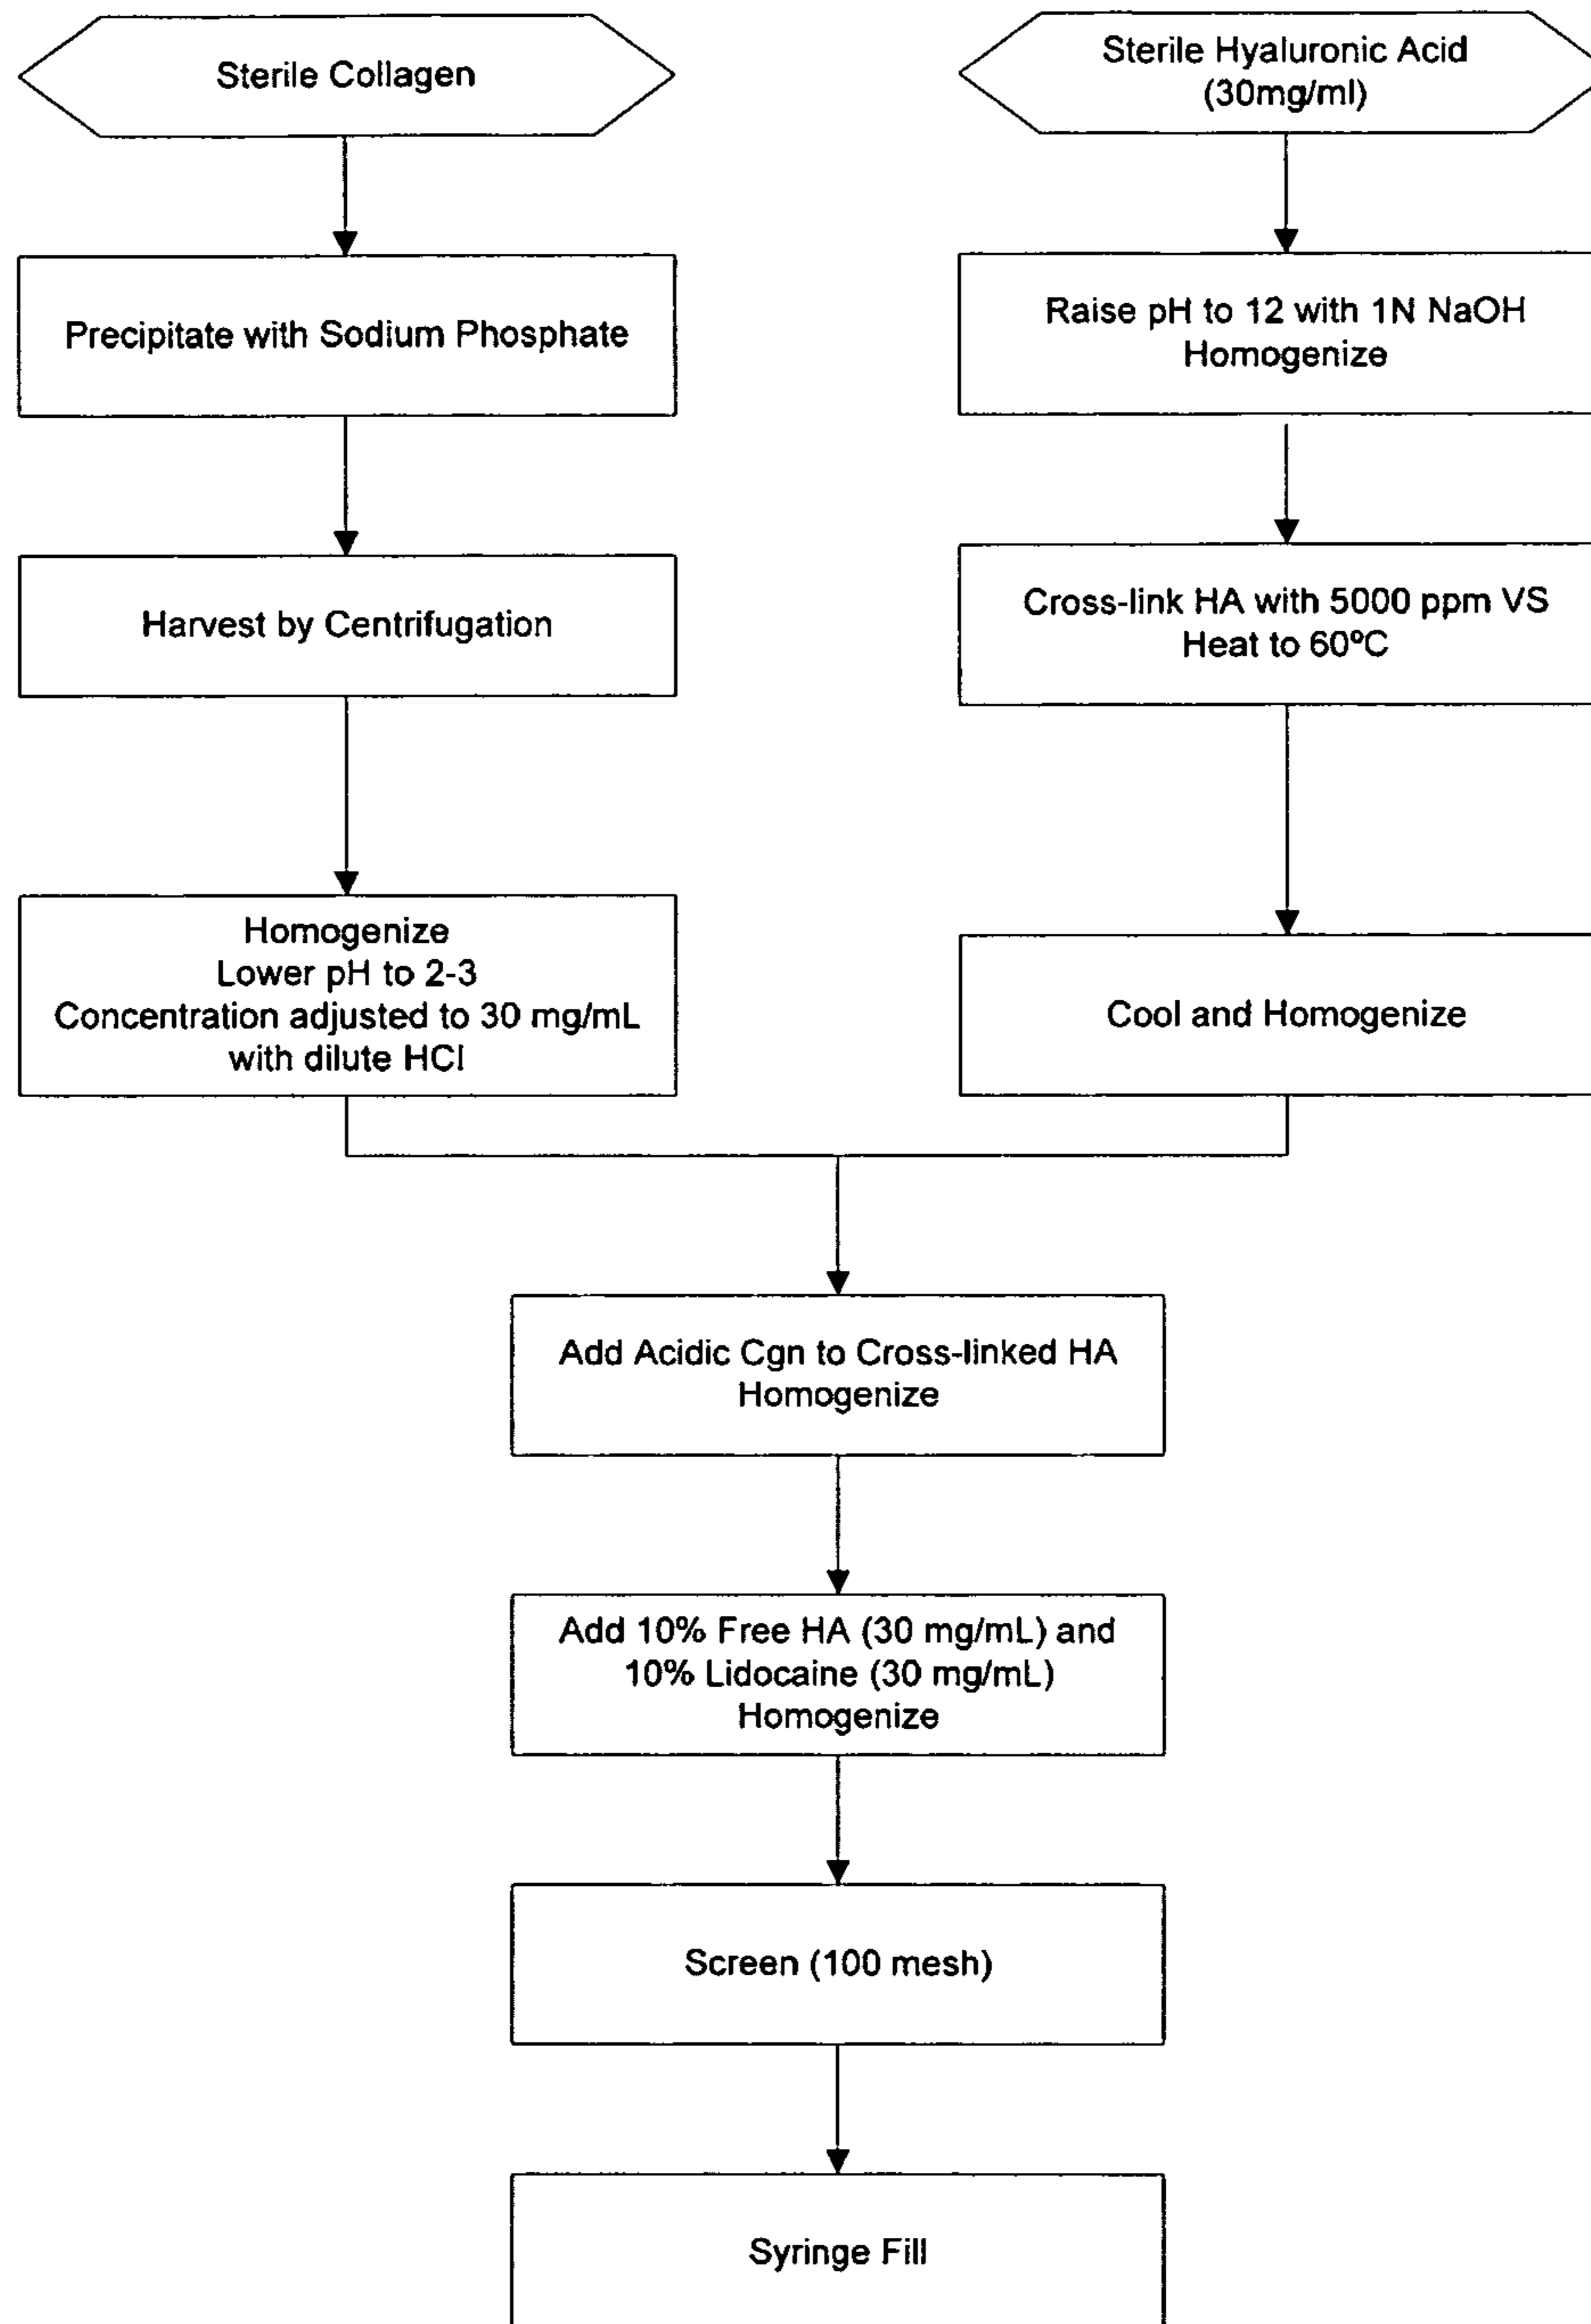 Sterile Collagen
Precipitate with Sodium Phosphate
Harvest by Centrifugation
Homogenize
Lower pH to 2-3
Concentration adjusted to 30 mg/mL
with dilute HCl
Sterile Hyaluronic Acid
(30mg/ml)
Raise pH to 12 with 1N NaOH
Homogenize
Cross-link HA with 5000 ppm VS
Heat to 60ºC
Cool and Homogenize
Add Acidic Cgn to Cross-linked HA
Homogenize
Add 10% Free HA (30 mg/mL) and
10% Lidocaine (30 mg/mL)
Homogenize
Screen (100 mesh)
Syringe Fill